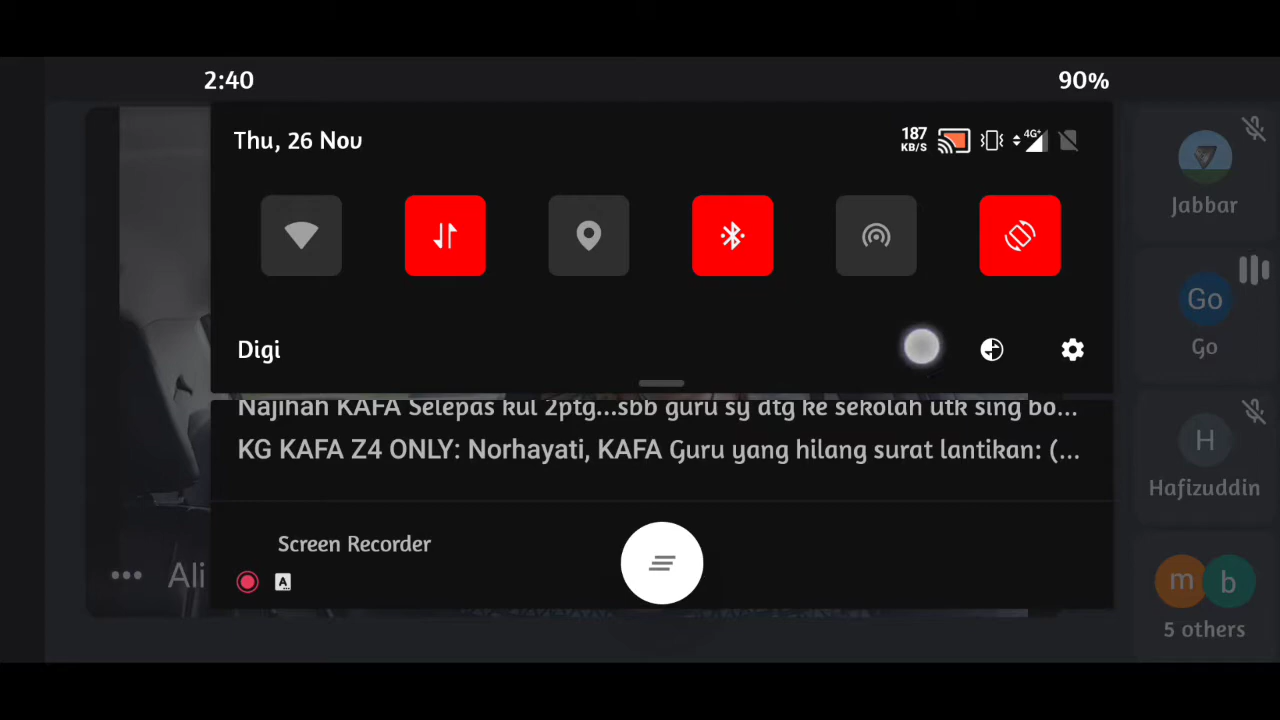 2:40
90%
Thu, 26 Nov
187
KB/S
4G+
Jabbar
Go
Go
Digi
Najihah KAFA Selepas kul 2ptg...sbb guru sy dtg ke sekolah utk sing bo...
KG KAFA Z4 ONLY: Norhayati, KAFA Guru yang hilang surat lantikan: (...
H
Hafizuddin
Screen Recorder
A
Ali
m
b
5 others